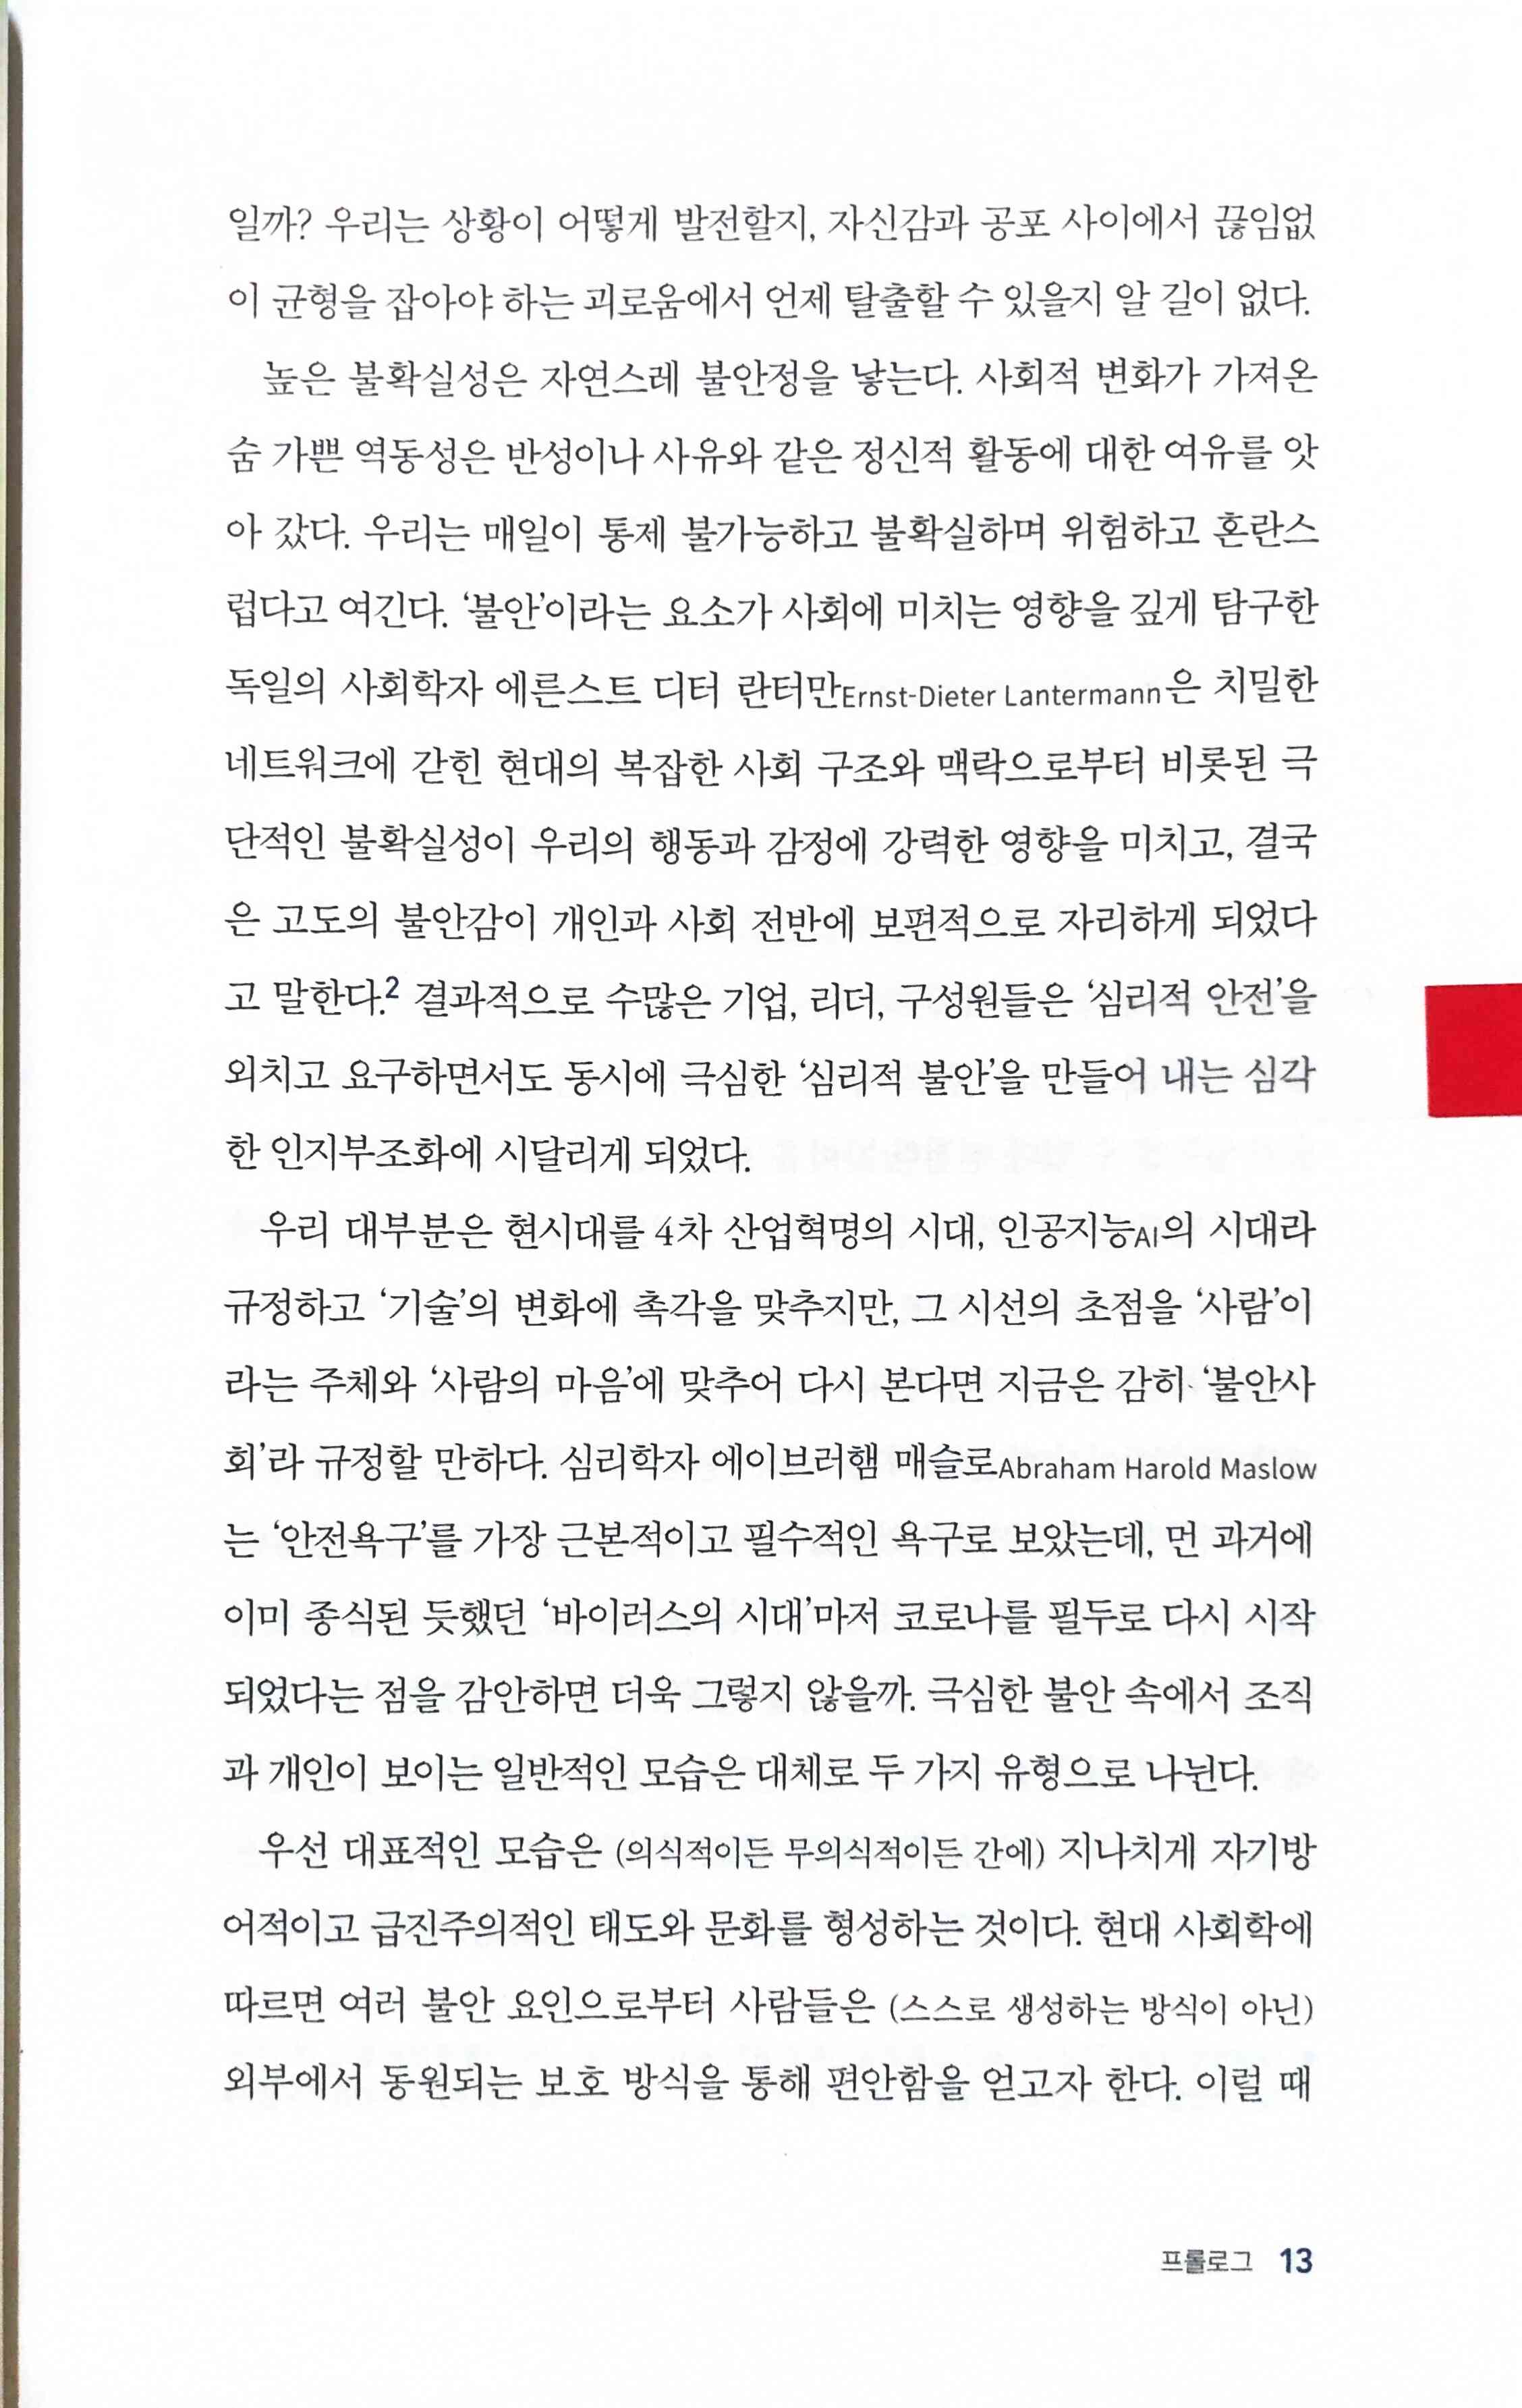 일까? 우리는 상황이 어떻게 발전할지, 자신감과 공포 사이에서 끊임없
이 균형을 잡아야 하는 괴로움에서 언제 탈출할 수 있을지 알 길이 없다.
높은 불확실성은 자연스레 불안정을 낳는다. 사회적 변화가 가져온
숨 가쁜 역동성은 반성이나 사유와 같은 정신적 활동에 대한 여유를 앗
아 갔다. 우리는 매일이 통제 불가능하고 불확실하며 위험하고 혼란스
럽다고 여긴다. ‘불안’이라는 요소가 사회에 미치는 영향을 깊게 탐구한
독일의 사회학자 에른스트 디터 란터만Ernst-Dieter Lantermann은 치밀한
네트워크에 갇힌 현대의 복잡한 사회 구조와 맥락으로부터 비롯된 극
단적인 불확실성이 우리의 행동과 감정에 강력한 영향을 미치고, 결국
은 고도의 불안감이 개인과 사회 전반에 보편적으로 자리하게 되었다
고 말한다.2 결과적으로 수많은 기업, 리더, 구성원들은 ‘심리적 안전’을
외치고 요구하면서도 동시에 극심한 ‘심리적 불안’을 만들어 내는 심각
한 인지부조화에 시달리게 되었다.
우리 대부분은 현시대를 4차 산업혁명의 시대, 인공지능AI의 시대라
규정하고 ‘기술’의 변화에 촉각을 맞추지만, 그 시선의 초점을 ‘사람’이
라는 주체와 ‘사람의 마음’에 맞추어 다시 본다면 지금은 감히 ‘불안사
회’라 규정할 만하다. 심리학자 에이브러햄 매슬로Abraham Harold Maslow
는 ‘안전욕구’를 가장 근본적이고 필수적인 욕구로 보았는데, 먼 과거에
이미 종식된 듯했던 ‘바이러스의 시대’마저 코로나를 필두로 다시 시작
되었다는 점을 감안하면 더욱 그렇지 않을까. 극심한 불안 속에서 조직
과 개인이 보이는 일반적인 모습은 대체로 두 가지 유형으로 나뉜다.
우선 대표적인 모습은 (의식적이든 무의식적이든 간에) 지나치게 자기방
어적이고 급진주의적인 태도와 문화를 형성하는 것이다. 현대 사회학에
따르면 여러 불안 요인으로부터 사람들은 (스스로 생성하는 방식이 아닌)
외부에서 동원되는 보호 방식을 통해 편안함을 얻고자 한다. 이럴 때
프롤로그 13